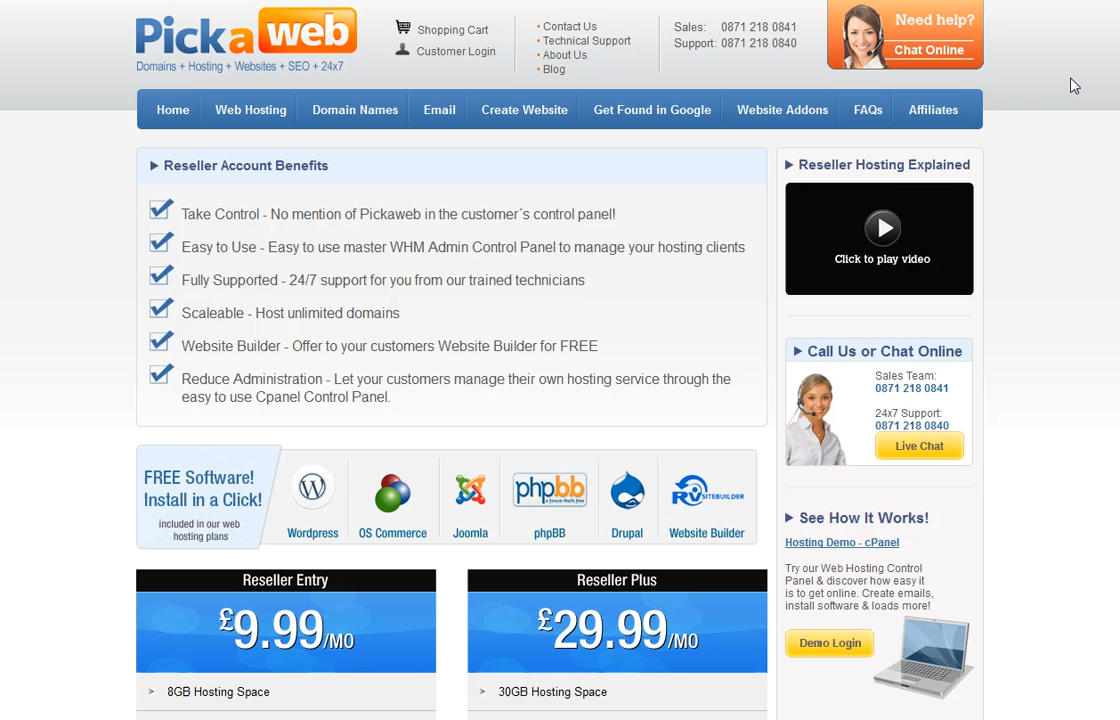 Pickaweb
Domains + Hosting + Websites + SEO + 24x7
Shopping Cart
Customer Login
• Contact Us
• Technical Support
• About Us
• Blog
Sales: 0871 218 0841
Support: 0871 218 0840
Need help?
Chat Online
Home
Web Hosting
Domain Names
Email
Create Website
Get Found in Google
Website Addons
FAQs
Affiliates
Reseller Account Benefits
Take Control - No mention of Pickaweb in the customer´s control panel!
Easy to Use - Easy to use master WHM Admin Control Panel to manage your hosting clients
Fully Supported - 24/7 support for you from our trained technicians
Scaleable - Host unlimited domains
Website Builder - Offer to your customers Website Builder for FREE
Reduce Administration - Let your customers manage their own hosting service through the
easy to use Cpanel Control Panel.
FREE Software!
Install in a Click!
included in our web
hosting plans
Wordpress
OS Commerce
Joomla
phpBB
a forum that's free
phpBB
Drupal
RVSITEBUILDER
Website Builder
Reseller Entry
£9.99/MO
8GB Hosting Space
Reseller Plus
£29.99/MO
30GB Hosting Space
Reseller Hosting Explained
Click to play video
Call Us or Chat Online
Sales Team:
0871 218 0841
24x7 Support:
0871 218 0840
Live Chat
See How It Works!
Hosting Demo - cPanel
Try our Web Hosting Control
Panel & discover how easy it
is to get online. Create emails,
install software & loads more!
Demo Login